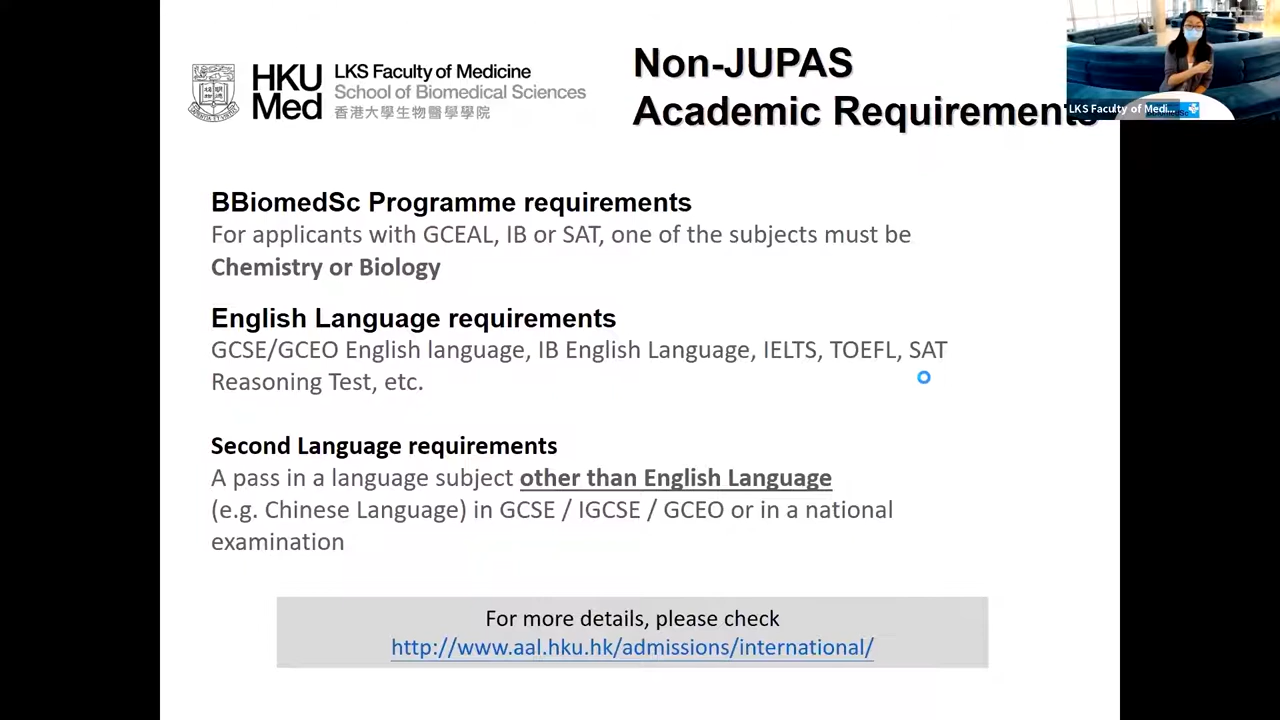 HKU
Med
LKS Faculty of Medicine
School of Biomedical Sciences
香港大學生物醫學學院
Non-JUPAS
Academic Requirements
LKS Faculty of Medi...
BBiomedSc Programme requirements
For applicants with GCEAL, IB or SAT, one of the subjects must be
Chemistry or Biology
English Language requirements
GCSE/GCEO English language, IB English Language, IELTS, TOEFL, SAT
Reasoning Test, etc.
Second Language requirements
A pass in a language subject other than English Language
(e.g. Chinese Language) in GCSE / IGCSE / GCEO or in a national
examination
For more details, please check
http://www.aal.hku.hk/admissions/international/